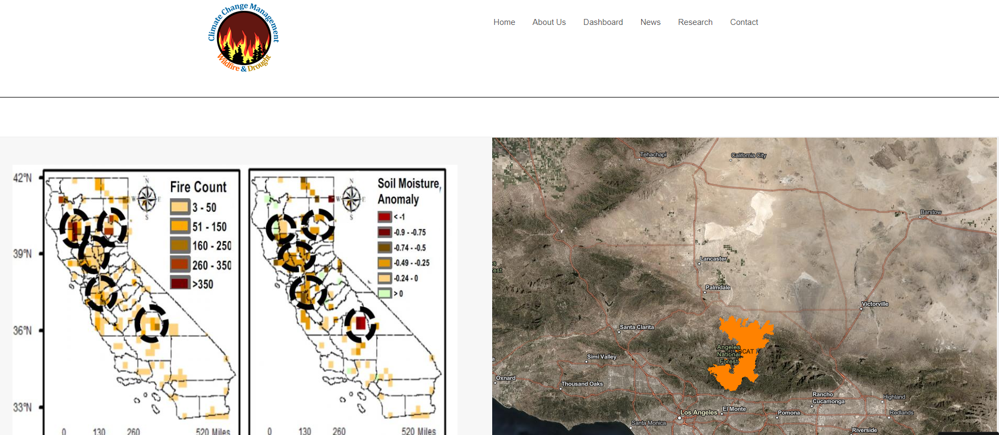 Climate Change Management
Wildfire & Drought
Home
About Us
Dashboard
News
Research
Contact
42°N
39°N
36°N
33°N
Fire Count
3 - 50
51 - 150
160 - 250
260 - 350
>350
N
W
E
S
0
130
260
520 Miles
Soil Moisture,
Anomaly
< -1
-0.9 - -0.75
-0.74 - -0.5
-0.49 - -0.25
-0.24 - 0
> 0
N
W
E
S
0
130
260
520 Miles
Tehachapi
California City
Barstow
Lancaster
Palmdale
Victorville
Santa Clarita
Angeles
National
Forest
CAT
Simi Valley
Oxnard
Thousand Oaks
Rancho
Cucamonga
Highland
El Monte
Los Angeles
Pomona
Redlands
Santa Monica
Riverside